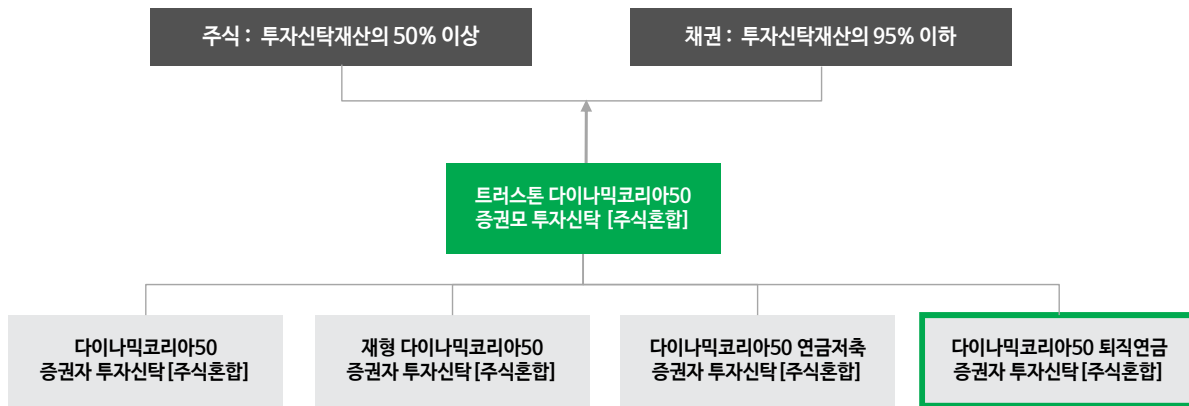 주식 : 투자신탁재산의 50% 이상
채권 : 투자신탁재산의 95% 이하
트러스톤 다이나믹코리아50
증권모 투자신탁 [주식혼합]
다이나믹코리아50
증권자 투자신탁 [주식혼합]
재형 다이나믹코리아50
증권자 투자신탁 [주식혼합]
다이나믹코리아50 연금저축
증권자 투자신탁 [주식혼합]
다이나믹코리아50 퇴직연금
증권자 투자신탁 [주식혼합]